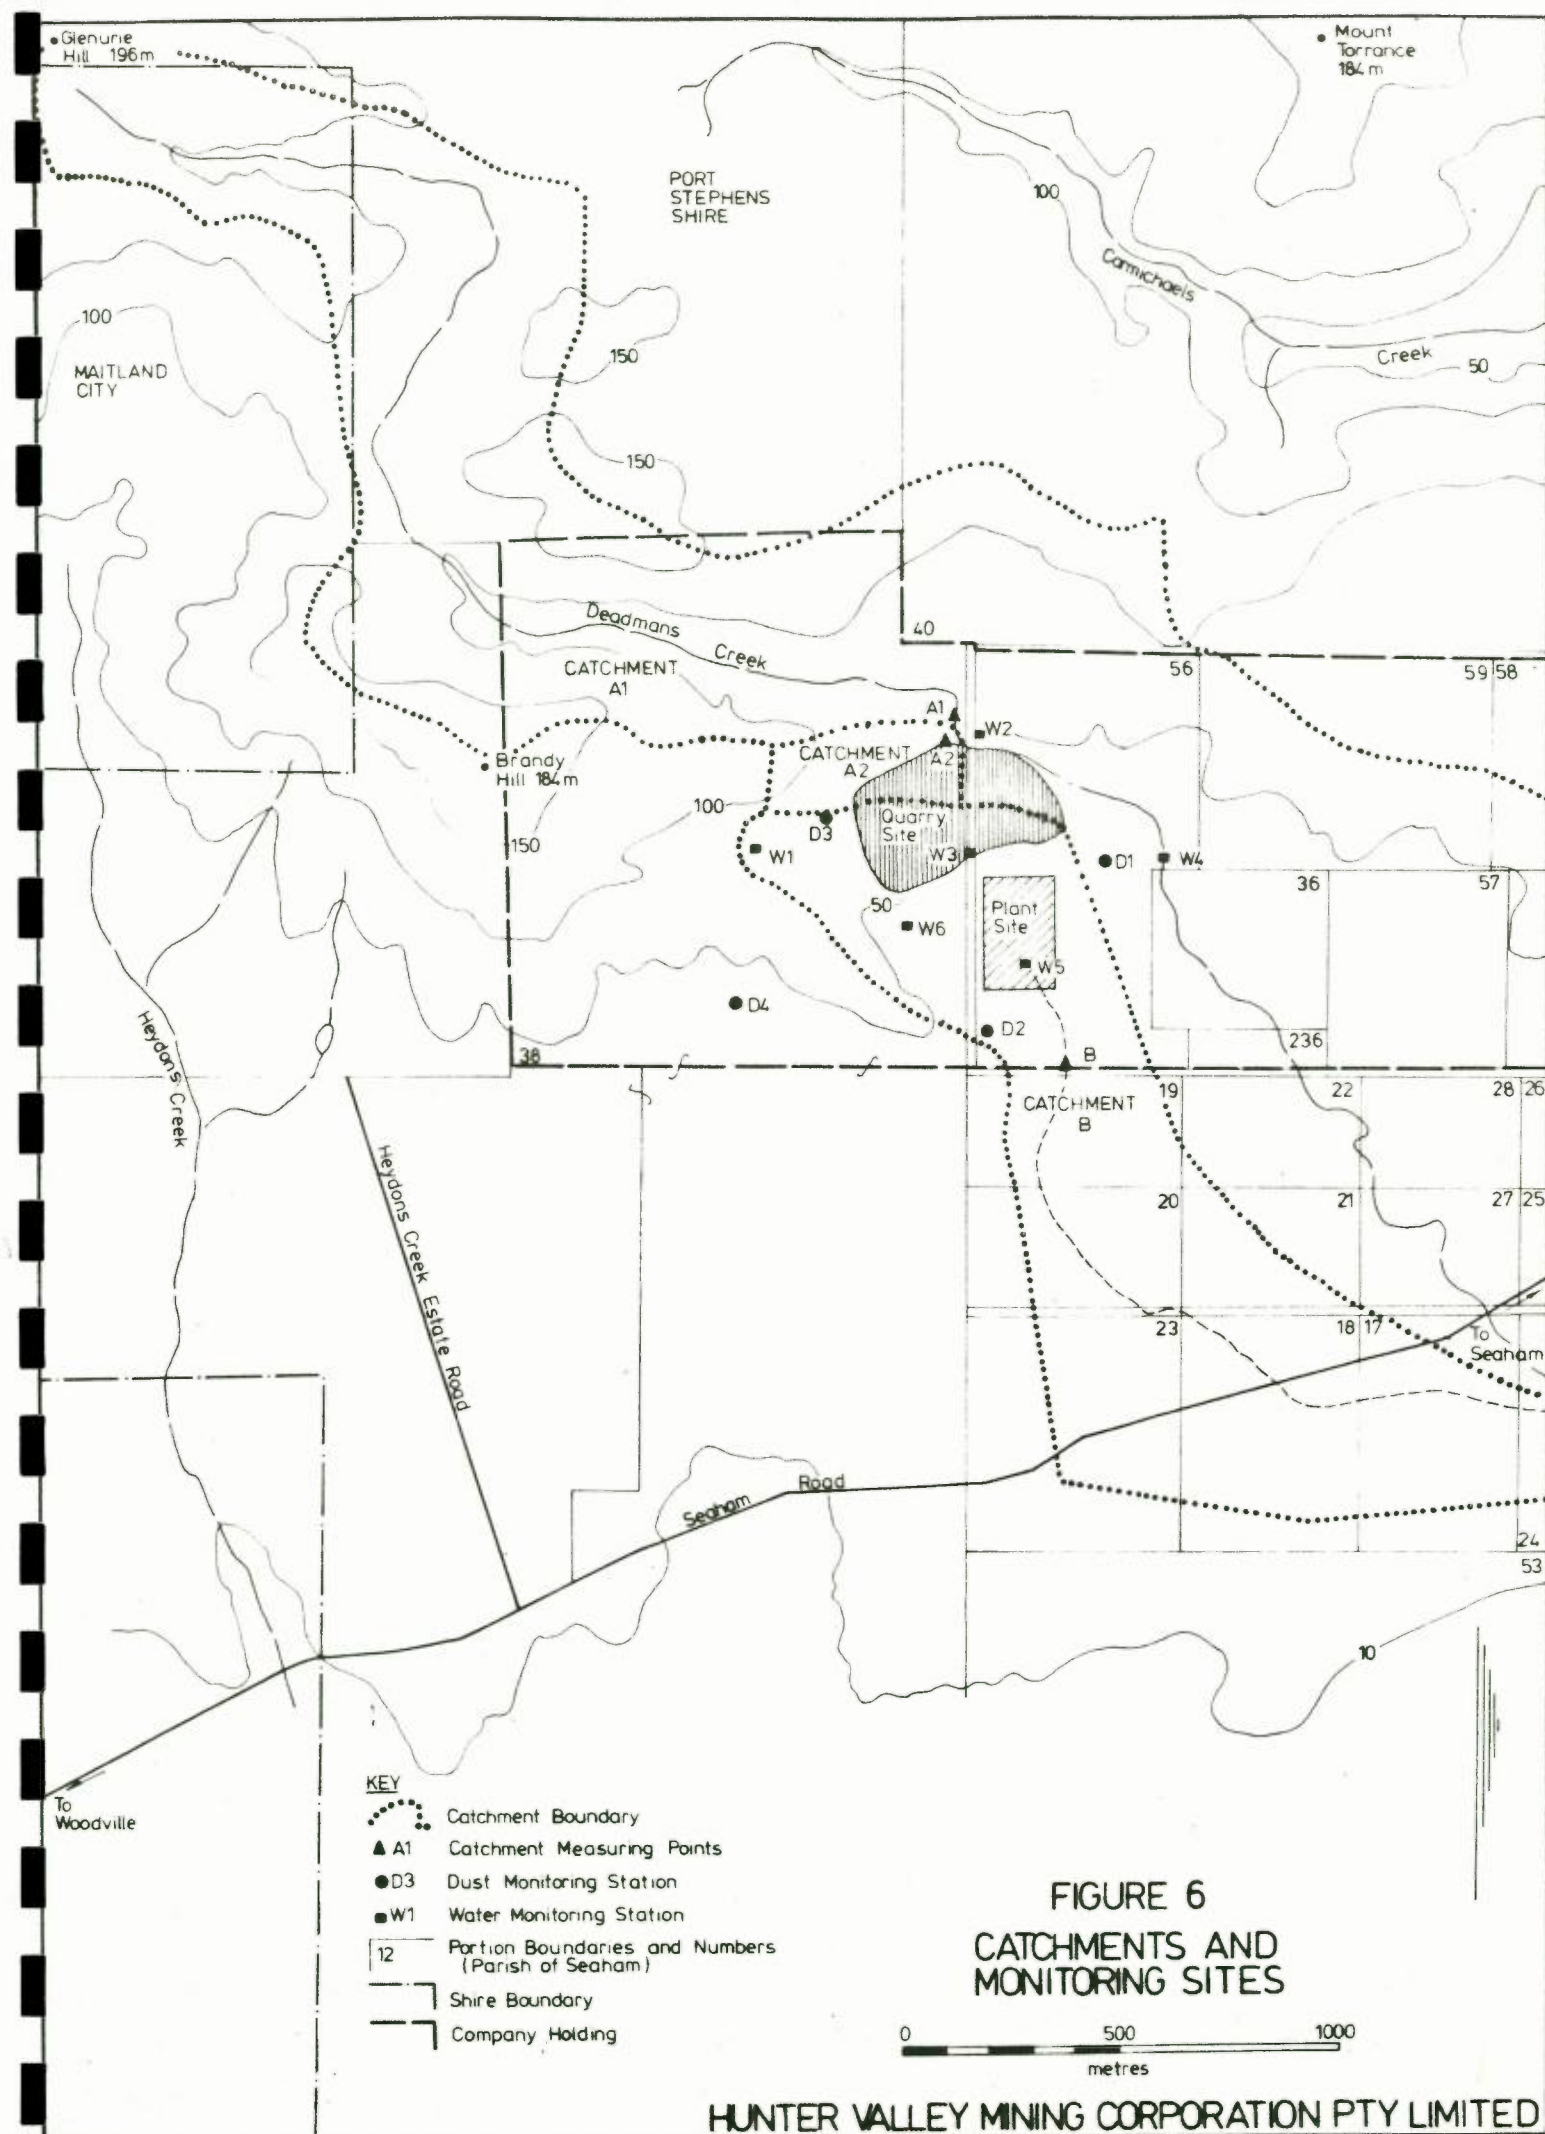 Glenurie
Hill 196m
Mount
Torrance
184m
PORT
STEPHENS
SHIRE
100
Carmichaels
Creek
50
100
MAITLAND
CITY
150
150
Deadmans
Creek
40
CATCHMENT
A1
56
59
58
A1
W2
CATCHMENT
A2
A2
Brandy
Hill 184m
100
150
D3
Quarry
Site
W1
W3
D1
W4
36
57
50
W6
Plant
Site
W5
D4
D2
236
38
B
Heydons
Creek
CATCHMENT
B
19
22
28
26
Heydons Creek Estate Road
20
21
27
25
23
18
17
To
Seaham
Seaham
Road
24
53
10
To
Woodville
KEY
Catchment Boundary
A1 Catchment Measuring Points
D3 Dust Monitoring Station
W1 Water Monitoring Station
12 Portion Boundaries and Numbers
(Parish of Seaham)
Shire Boundary
Company Holding
FIGURE 6
CATCHMENTS AND
MONITORING SITES
0 500 1000
metres
HUNTER VALLEY MINING CORPORATION PTY LIMITED